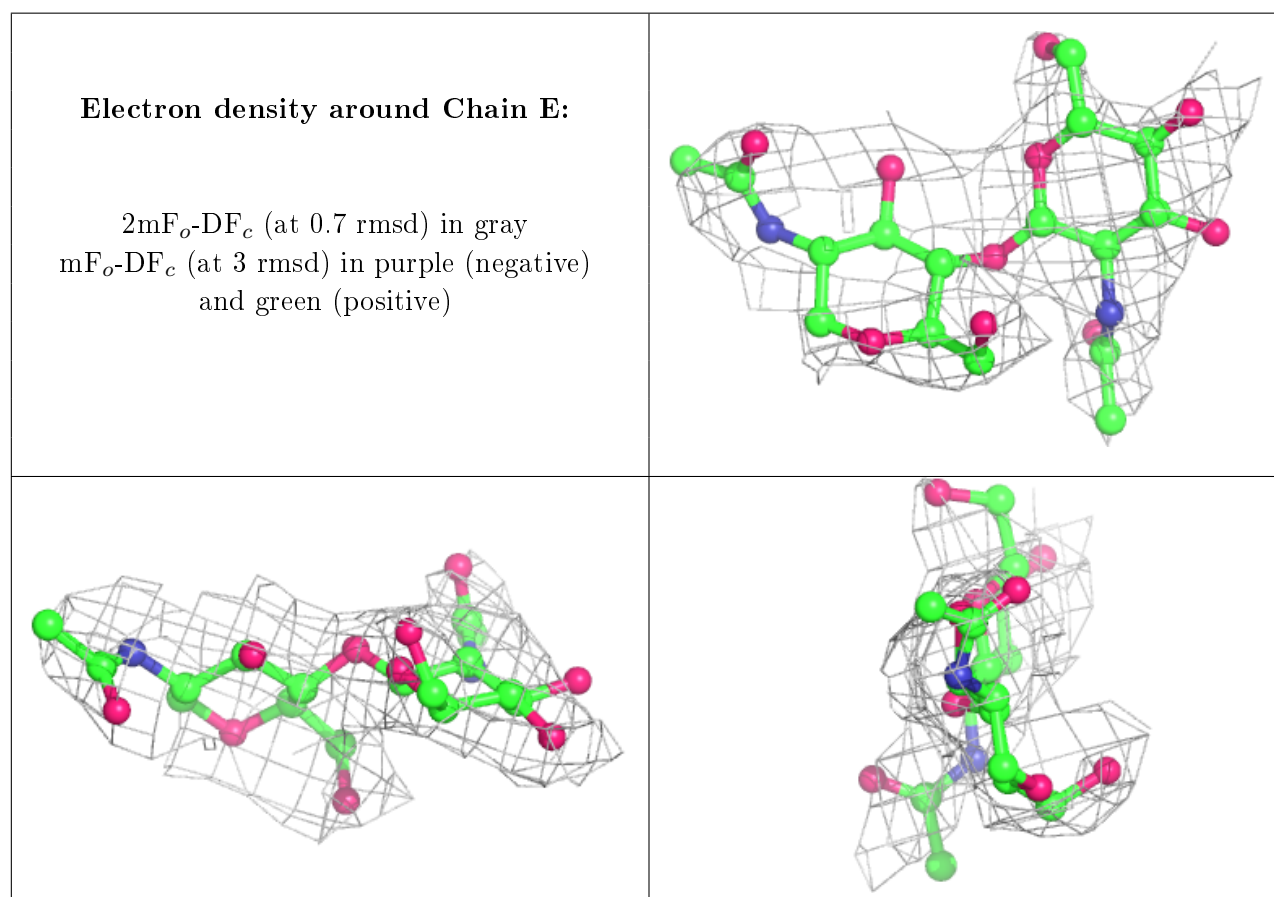 Electron density around Chain E:
2mFo-DFc (at 0.7 rmsd) in gray
mFo-DFc (at 3 rmsd) in purple (negative)
and green (positive)